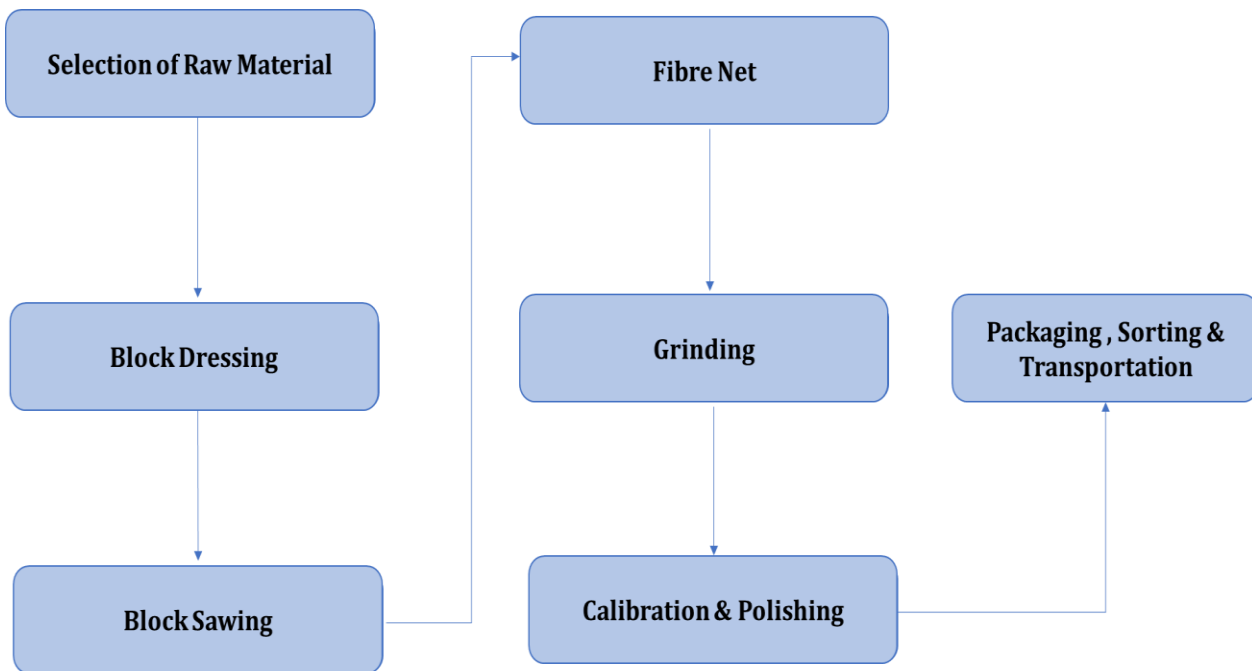 Selection of Raw Material
Block Dressing
Block Sawing
Fibre Net
Grinding
Calibration & Polishing
Packaging , Sorting &
Transportation